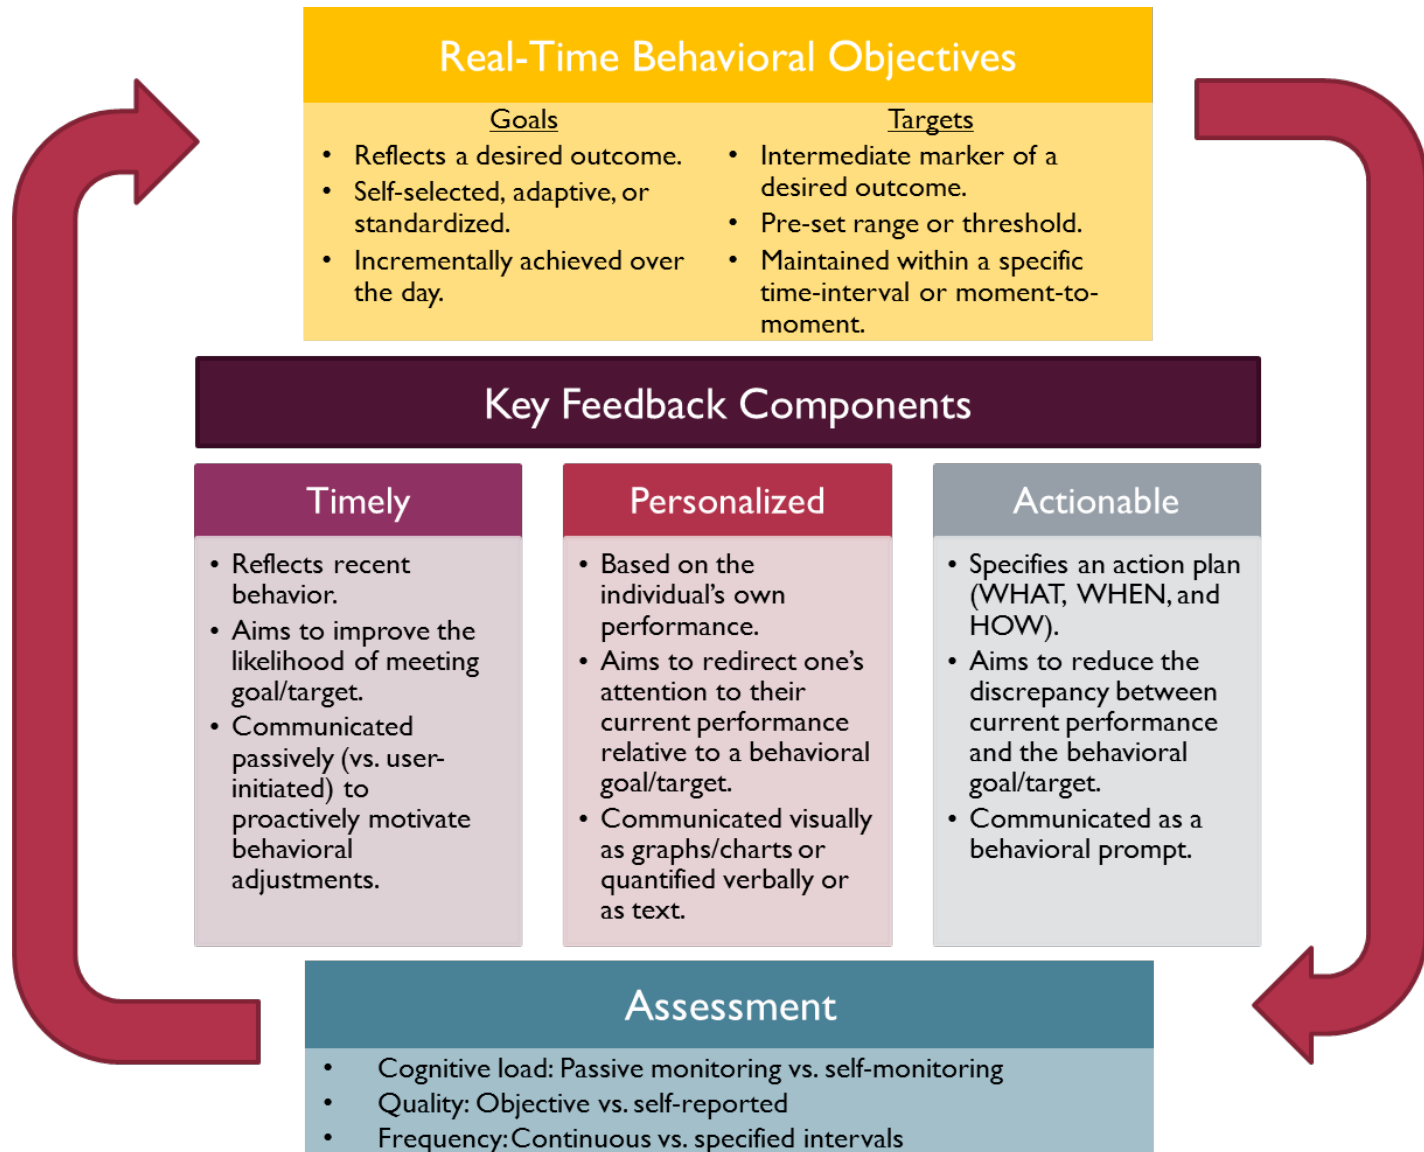 Real-Time Behavioral Objectives
Goals
• Reflects a desired outcome.
• Self-selected, adaptive, or
standardized.
• Incrementally achieved over
the day.
Targets
• Intermediate marker of a
desired outcome.
• Pre-set range or threshold.
• Maintained within a specific
time-interval or moment-to-
moment.
Key Feedback Components
Timely
• Reflects recent
behavior.
• Aims to improve the
likelihood of meeting
goal/target.
• Communicated
passively (vs. user-
initiated) to
proactively motivate
behavioral
adjustments.
Personalized
• Based on the
individual's own
performance.
• Aims to redirect one's
attention to their
current performance
relative to a behavioral
goal/target.
• Communicated visually
as graphs/charts or
quantified verbally or
as text.
Actionable
• Specifies an action plan
(WHAT, WHEN, and
HOW).
• Aims to reduce the
discrepancy between
current performance
and the behavioral
goal/target.
• Communicated as a
behavioral prompt.
Assessment
• Cognitive load: Passive monitoring vs. self-monitoring
• Quality: Objective vs. self-reported
• Frequency: Continuous vs. specified intervals